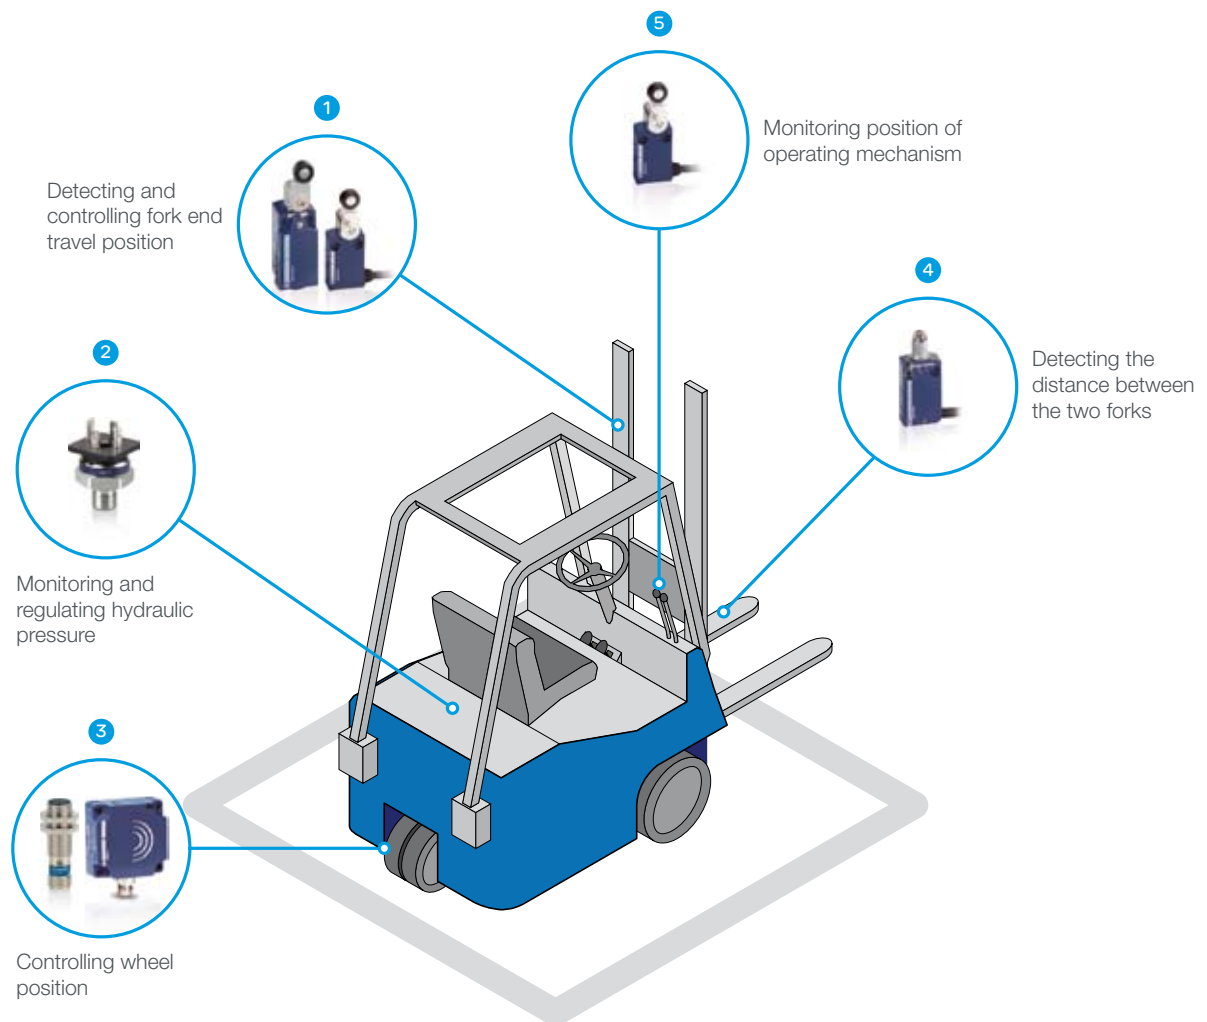 1
Detecting and
controlling fork end
travel position
2
Monitoring and
regulating hydraulic
pressure
3
Controlling wheel
position
4
Detecting the
distance between
the two forks
5
Monitoring position of
operating mechanism